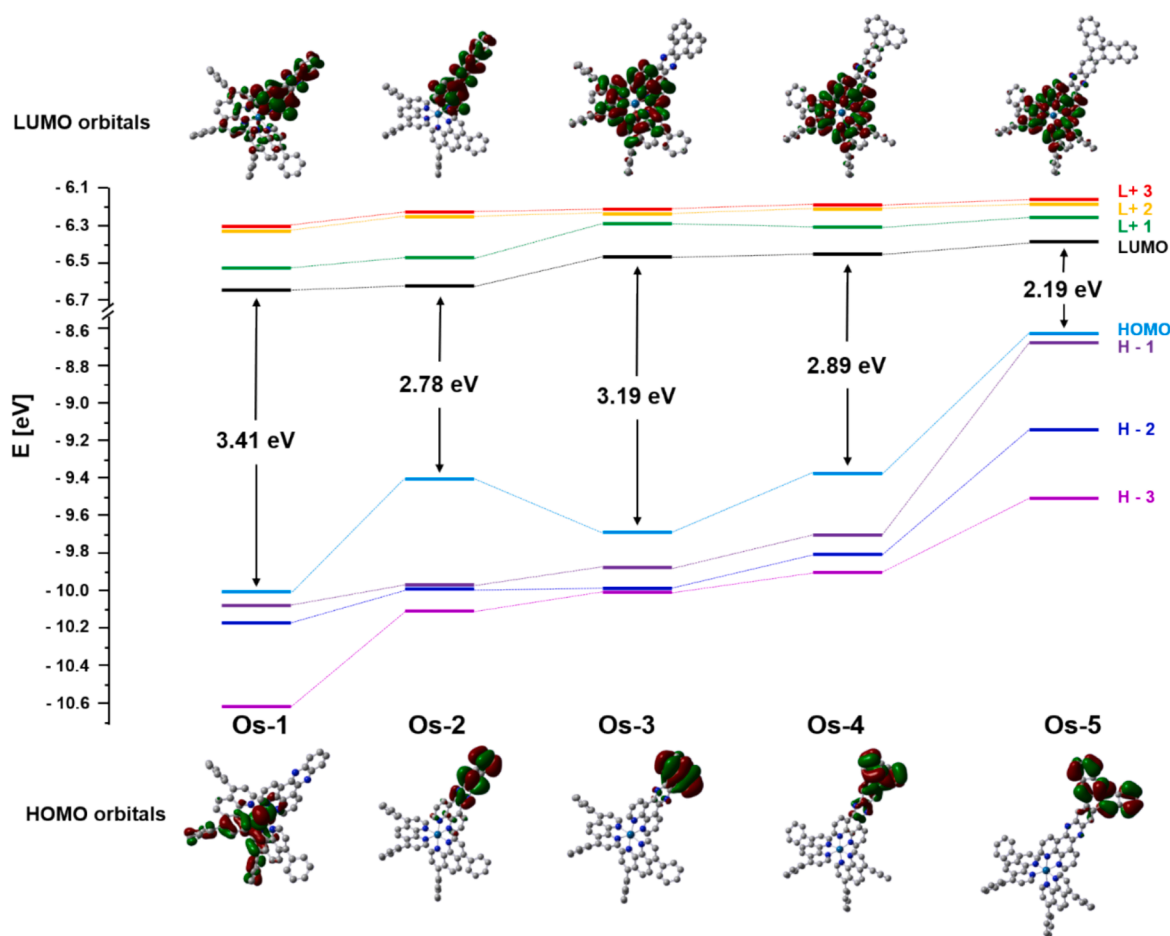 LUMO orbitals
- 6.1
- 6.3
- 6.5
- 6.7
- 8.6
- 8.8
- 9.0
- 9.2
- 9.4
- 9.6
- 9.8
- 10.0
- 10.2
- 10.4
- 10.6
E [eV]
L+ 3
L+ 2
L+ 1
LUMO
HOMO
H - 1
H - 2
H - 3
3.41 eV
2.78 eV
3.19 eV
2.89 eV
2.19 eV
Os-1
Os-2
Os-3
Os-4
Os-5
HOMO orbitals